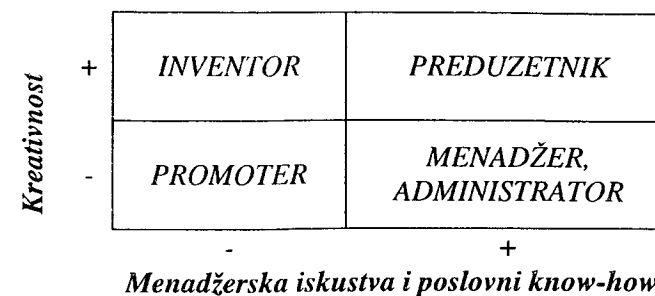 Kreativnost
+ INVENTOR PREDUZETNIK
- PROMOTER MENADŽER,
ADMINISTRATOR
- +
Menadžerska iskustva i poslovni know-how